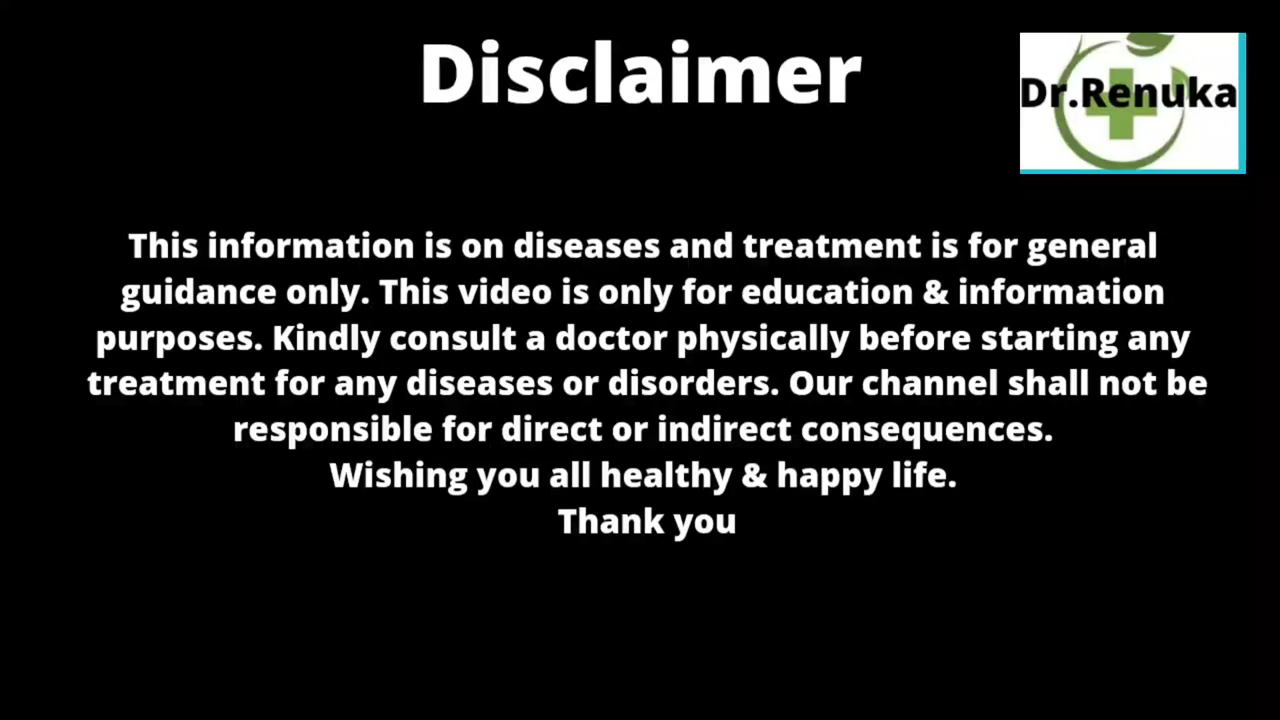 Disclaimer
Dr.Renuka
This information is on diseases and treatment is for general
guidance only. This video is only for education & information
purposes. Kindly consult a doctor physically before starting any
treatment for any diseases or disorders. Our channel shall not be
responsible for direct or indirect consequences.
Wishing you all healthy & happy life.
Thank you